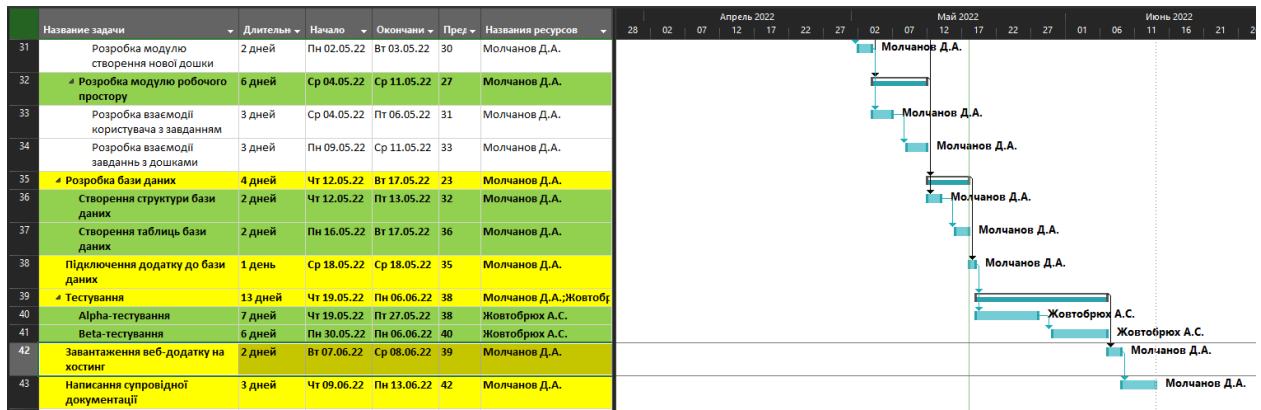 Апрель 2022 Май 2022 Июнь 2022
Название задачи Длительн Начало Окончани Пред Названия ресурсов 28 02 07 12 17 22 27 02 07 12 17 22 27 01 06 11 16 21
31 Розробка модулю створення нової дошки 2 дней Пн 02.05.22 Вт 03.05.22 30 Молчанов Д.А. Молчанов Д.А.
32 Розробка модулю робочого простору 6 дней Ср 04.05.22 Ср 11.05.22 27 Молчанов Д.А.
33 Розробка взаємодії користувача з завданням 3 дней Ср 04.05.22 Пт 06.05.22 31 Молчанов Д.А. Молчанов Д.А.
34 Розробка взаємодії завданнь з дошками 3 дней Пн 09.05.22 Ср 11.05.22 33 Молчанов Д.А. Молчанов Д.А.
35 Розробка бази даних 4 дней Чт 12.05.22 Вт 17.05.22 23 Молчанов Д.А.
36 Створення структури бази даних 2 дней Чт 12.05.22 Пт 13.05.22 32 Молчанов Д.А. Молчанов Д.А.
37 Створення таблиць бази даних 2 дней Пн 16.05.22 Вт 17.05.22 36 Молчанов Д.А. Молчанов Д.А.
38 Підключення додатку до бази даних 1 день Ср 18.05.22 Ср 18.05.22 35 Молчанов Д.А. Молчанов Д.А.
39 Тестування 13 дней Чт 19.05.22 Пн 06.06.22 38 Молчанов Д.А.;Жовтобр
40 Alpha-тестування 7 дней Чт 19.05.22 Пт 27.05.22 38 Жовтобрюх А.С. Жовтобрюх А.С.
41 Beta-тестування 6 дней Пн 30.05.22 Пн 06.06.22 40 Жовтобрюх А.С. Жовтобрюх А.С.
42 Завантаження веб-додатку на хостинг 2 дней Вт 07.06.22 Ср 08.06.22 39 Молчанов Д.А. Молчанов Д.А.
43 Написання супровідної документації 3 дней Чт 09.06.22 Пн 13.06.22 42 Молчанов Д.А. Молчанов Д.А.